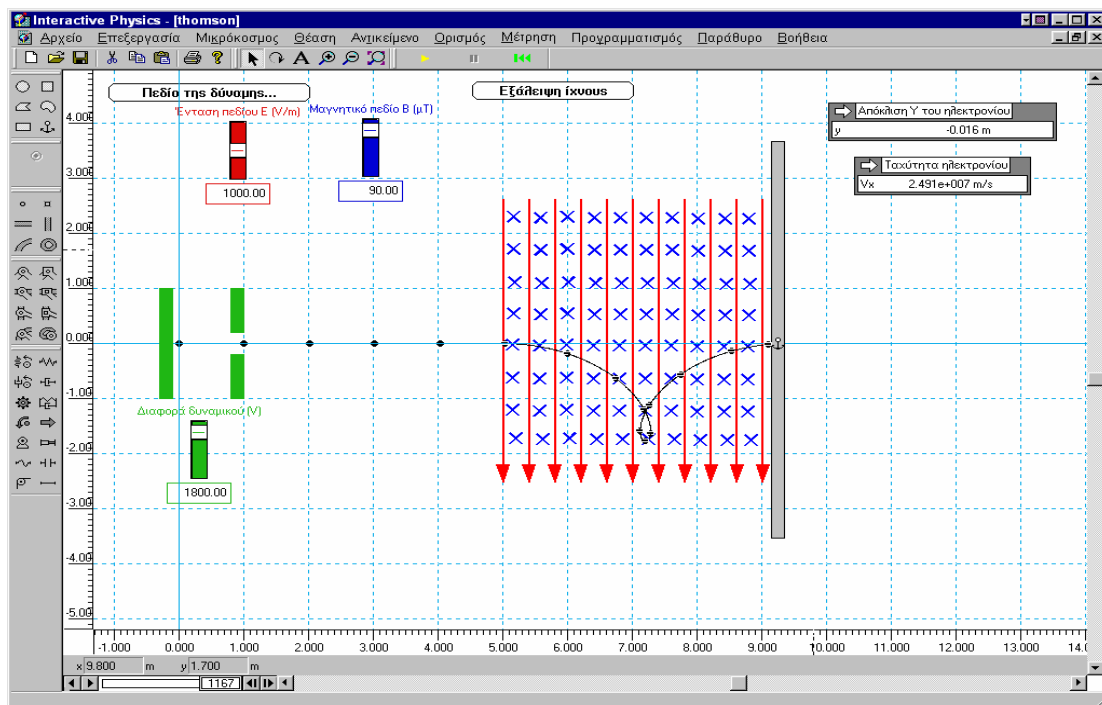 Interactive Physics - [thomson]
Αρχείο Επεξεργασία Μικρόκοσμος Θέαση Αντικείμενο Ορισμός Μέτρηση Προγραμματισμός Παράθυρο Βοήθεια
Πεδίο της δύναμης...
Εξάλειψη ίχνους
Ένταση πεδίου Ε (V/m)
Μαγνητικό πεδίο Β (μT)
1000.00
90.00
Απόκλιση Υ του ηλεκτρονίου
y -0.016 m
Ταχύτητα ηλεκτρονίου
Vx 2.491e+007 m/s
4.000
3.000
2.000
1.000
0.000
-1.000
-2.000
-3.000
-4.000
-5.000
Διαφορά δυναμικού (V)
1800.00
-1.000 0.000 1.000 2.000 3.000 4.000 5.000 6.000 7.000 8.000 9.000 10.000 11.000 12.000 13.000 14.0
x 9.800 m y 1.700 m
1167